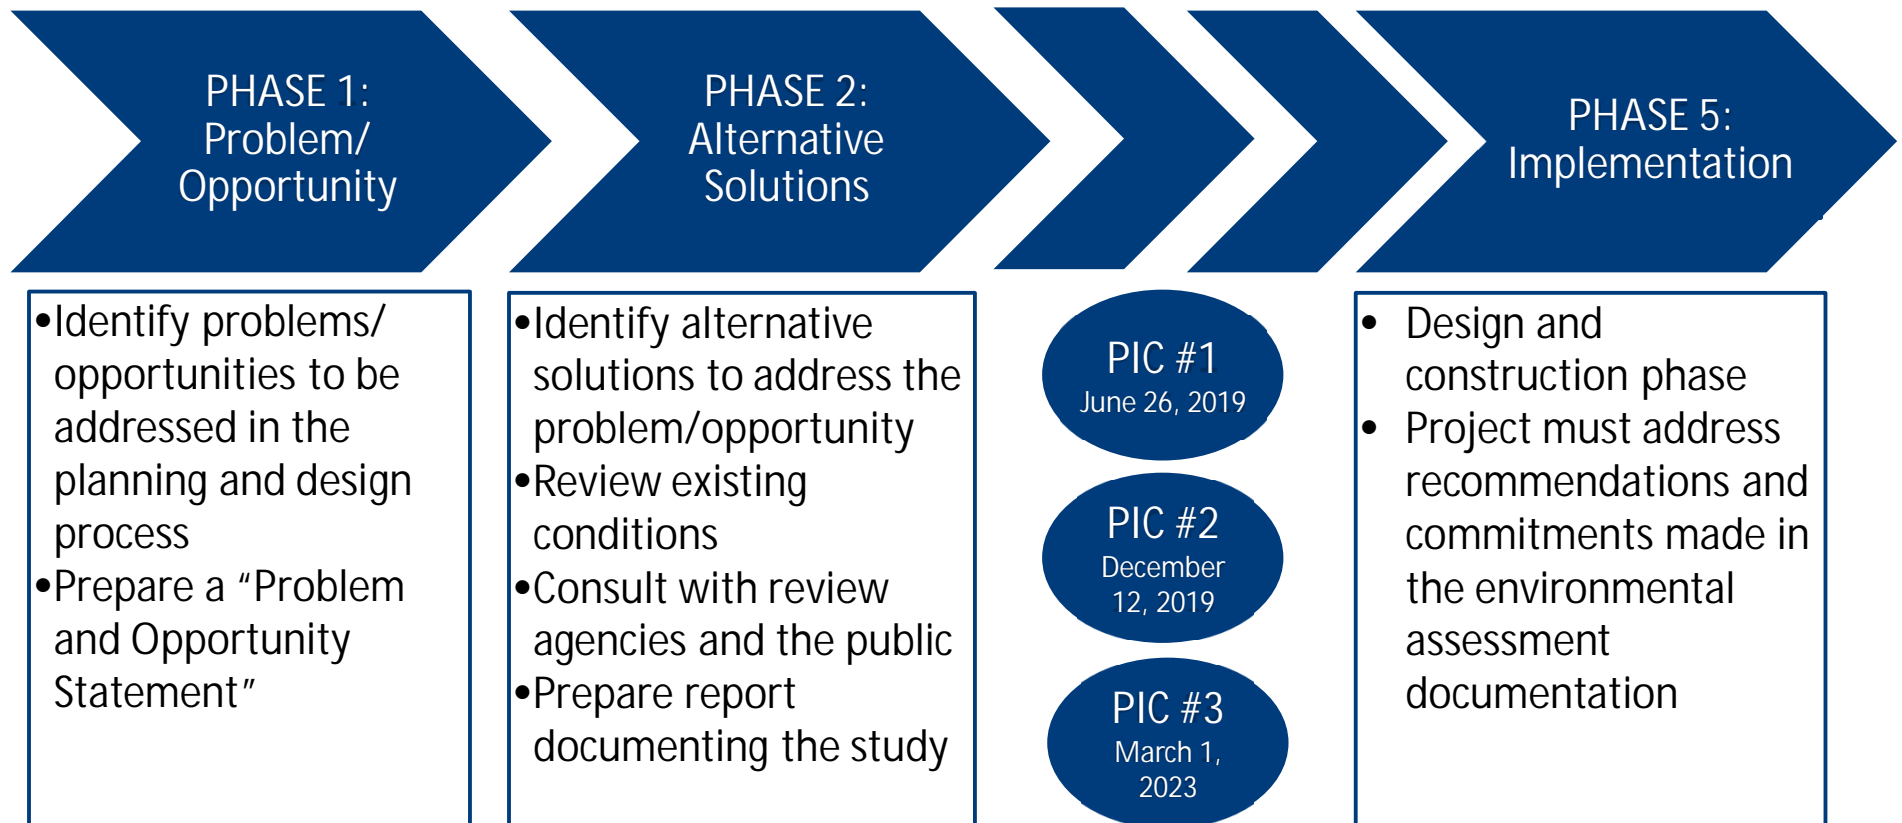 PHASE 1:
Problem/
Opportunity
PHASE 2:
Alternative
Solutions
PHASE 5:
Implementation
•Identify problems/
opportunities to be
addressed in the
planning and design
process
•Prepare a “Problem
and Opportunity
Statement”
•Identify alternative
solutions to address the
problem/opportunity
•Review existing
conditions
•Consult with review
agencies and the public
•Prepare report
documenting the study
PIC #1
June 26, 2019
PIC #2
December
12, 2019
PIC #3
March 1,
2023
• Design and
construction phase
• Project must address
recommendations and
commitments made in
the environmental
assessment
documentation